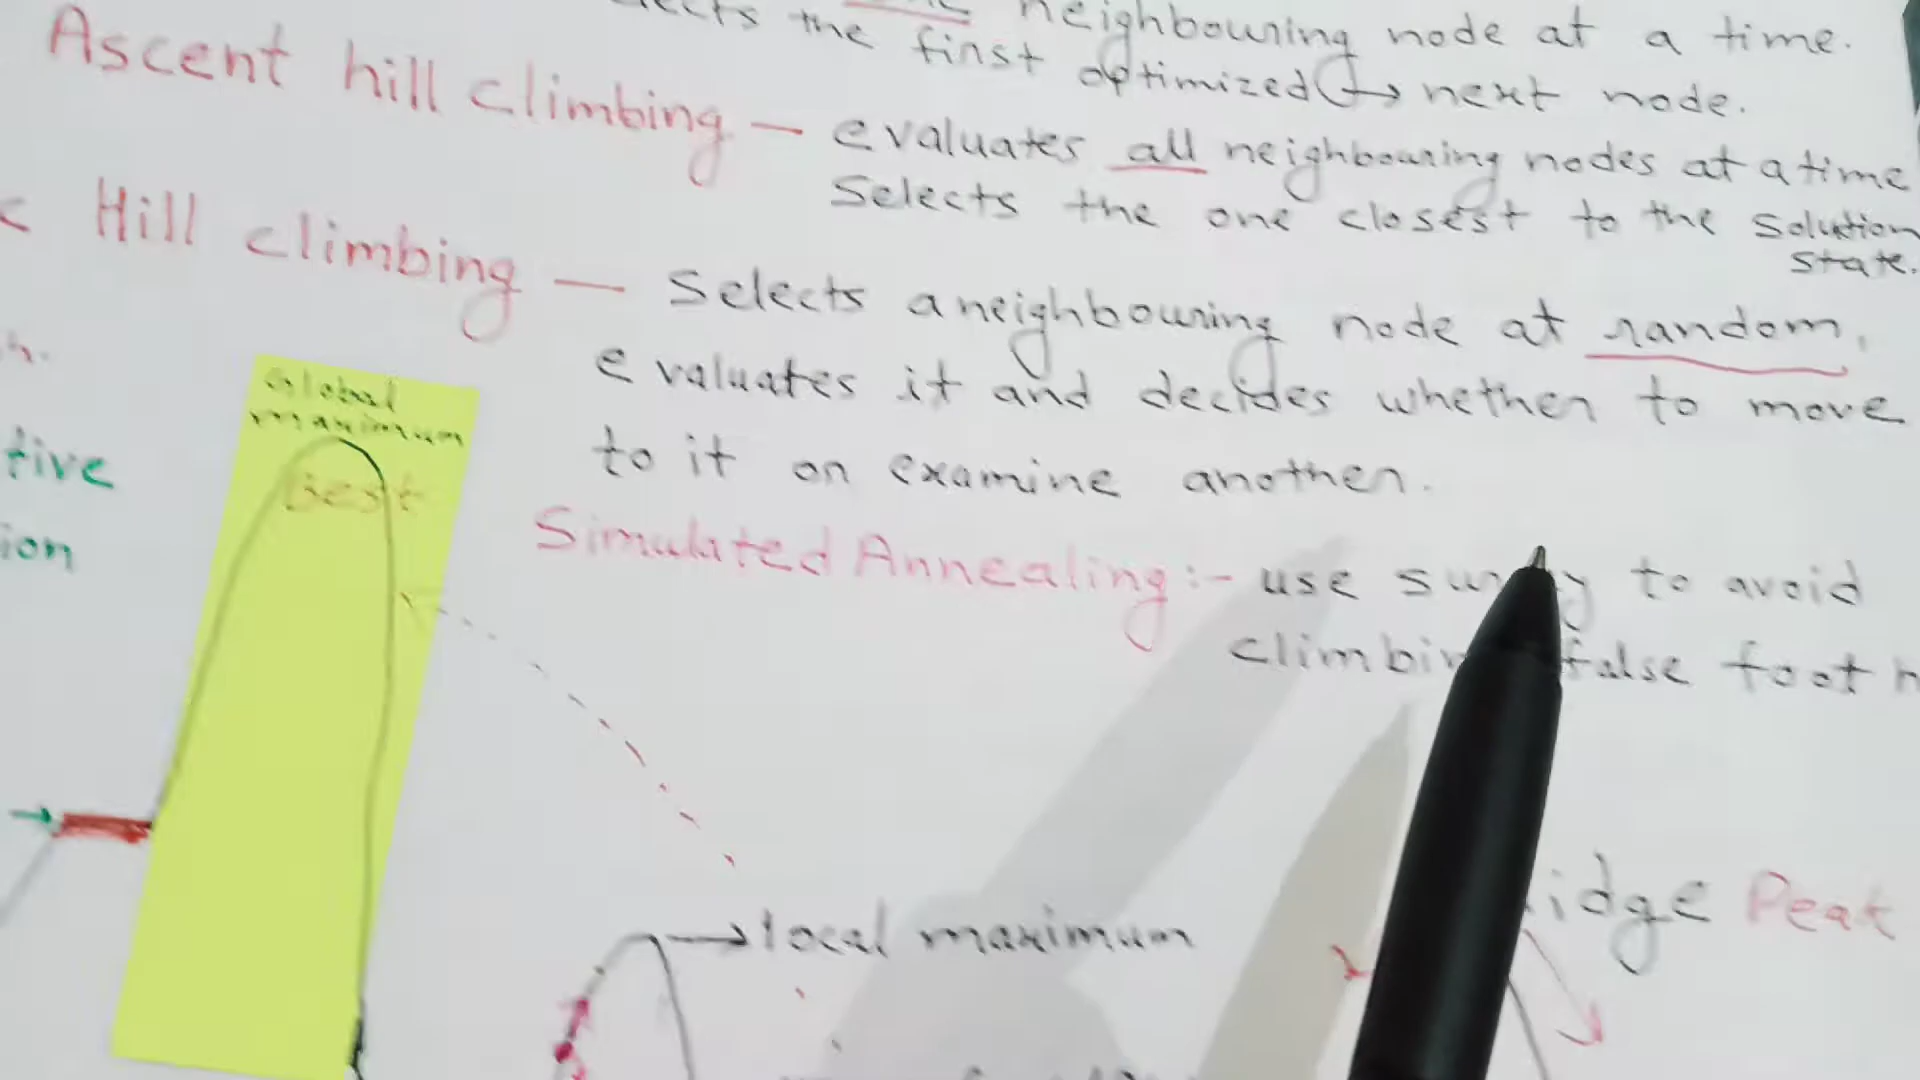 neighbouring node at a time.
the first optimized → next node.
Ascent hill climbing — evaluates all neighbouring nodes at a time
Selects the one closest to the solution
state.
Hill climbing — Selects a neighbouring node at random,
evaluates it and decides whether to move
to it or examine another.
Global
maximum
Best
tive
ion
Simulated Annealing :- use to avoid
false foot
→ local maximum
idge Peak